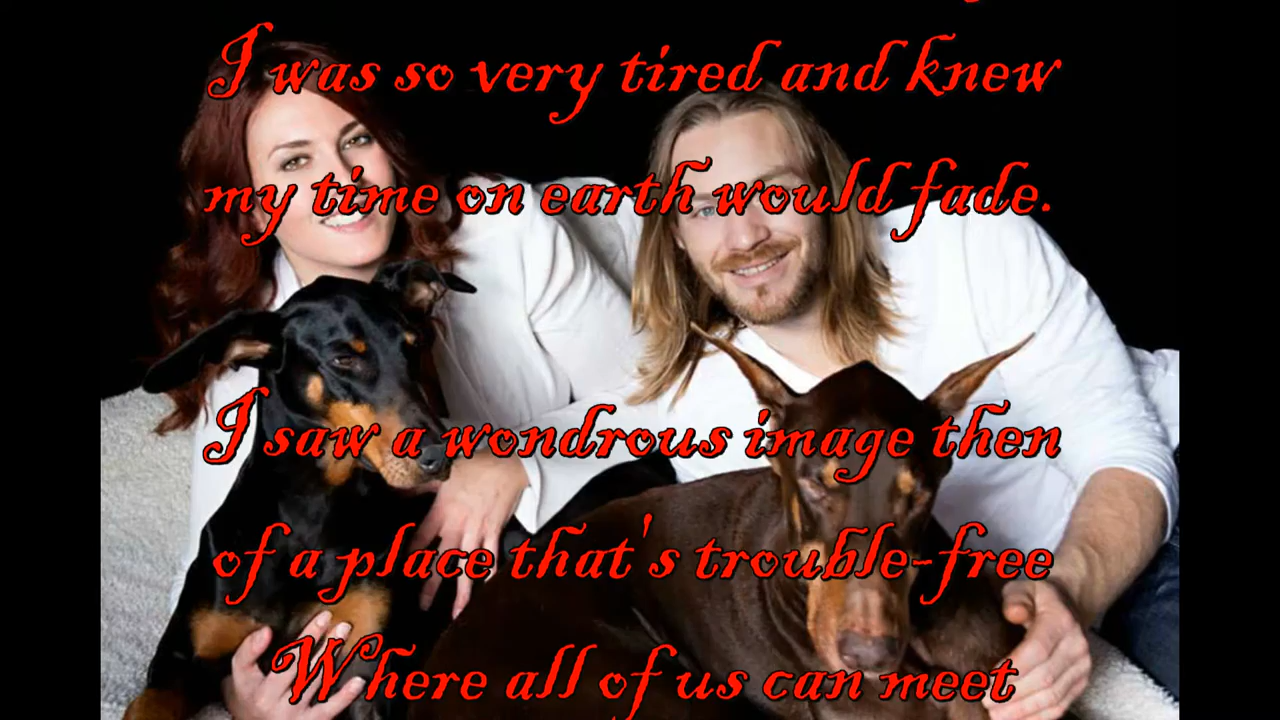 I was so very tired and knew
my time on earth would fade.
I saw a wondrous image then
of a place that's trouble-free
Where all of us can meet